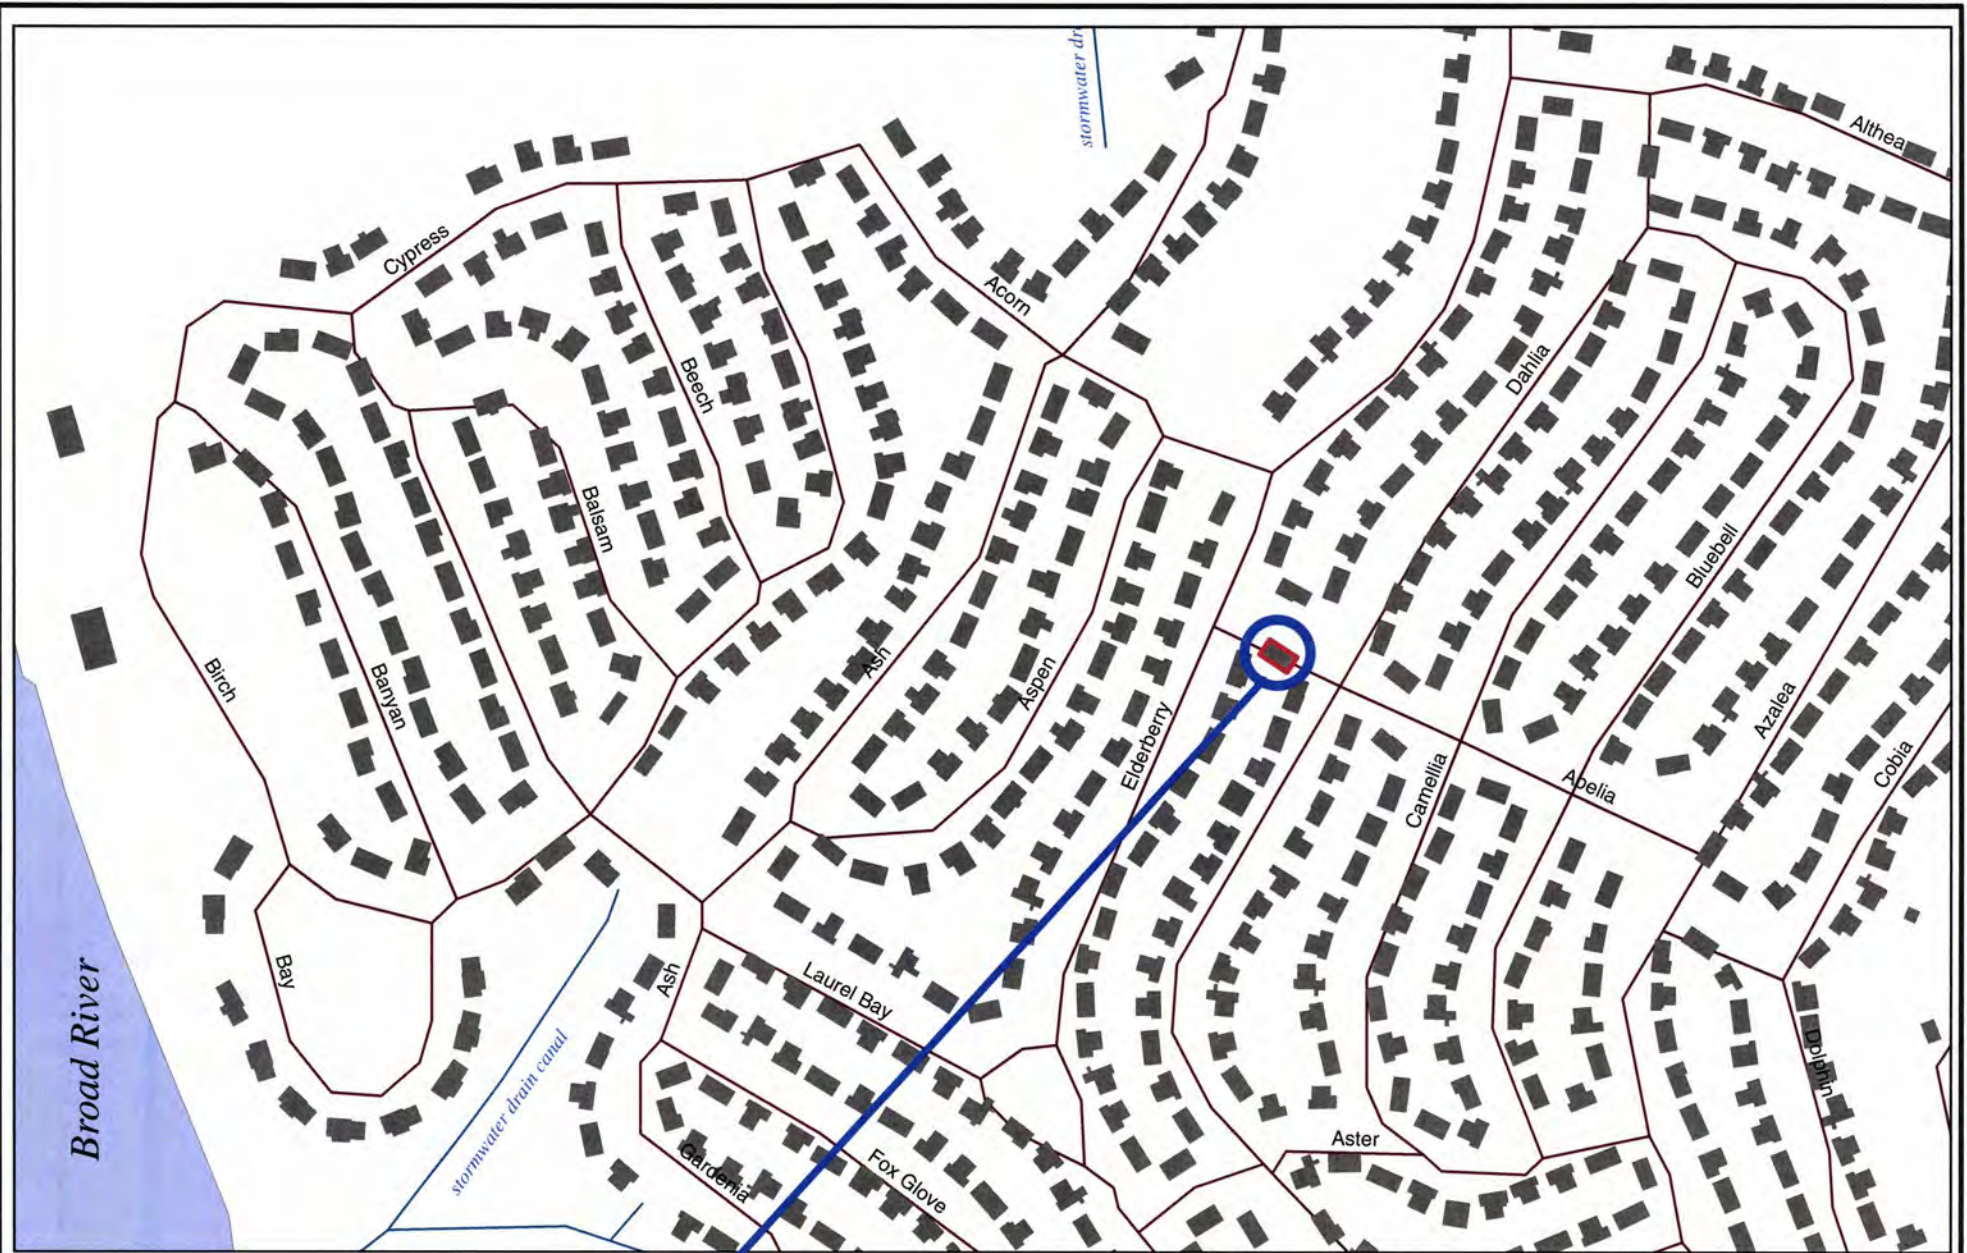 stormwater dr
Althea
Cypress
Acorn
Beech
Dahlia
Balsam
Bluebell
Birch
Banyan
Ash
Aspen
Elderberry
Azalea
Camellia
Abelia
Cobia
Broad River
Bay
Ash
Laurel Bay
stormwater drain canal
Dolphin
Aster
Gardenia
Fox Glove